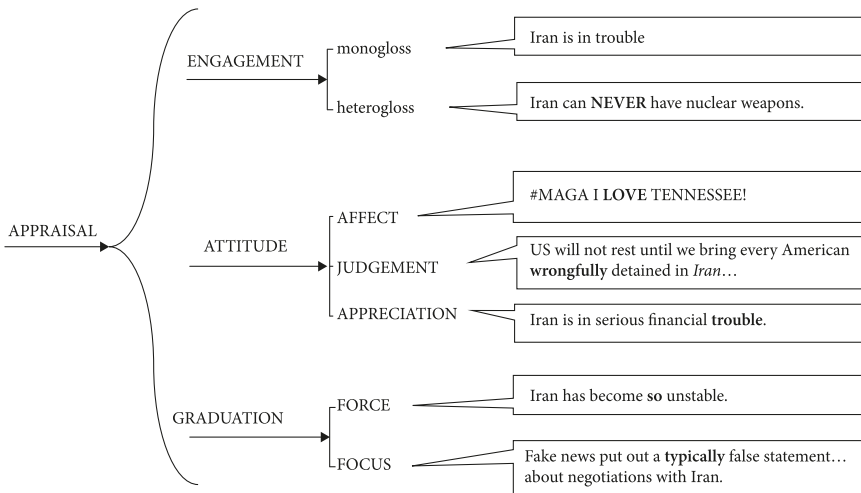 APPRAISAL
ENGAGEMENT
monogloss
Iran is in trouble
heterogloss
Iran can NEVER have nuclear weapons.
ATTITUDE
AFFECT
#MAGA I LOVE TENNESSEE!
JUDGEMENT
US will not rest until we bring every American
wrongfully detained in Iran…
APPRECIATION
Iran is in serious financial trouble.
GRADUATION
FORCE
Iran has become so unstable.
FOCUS
Fake news put out a typically false statement…
about negotiations with Iran.